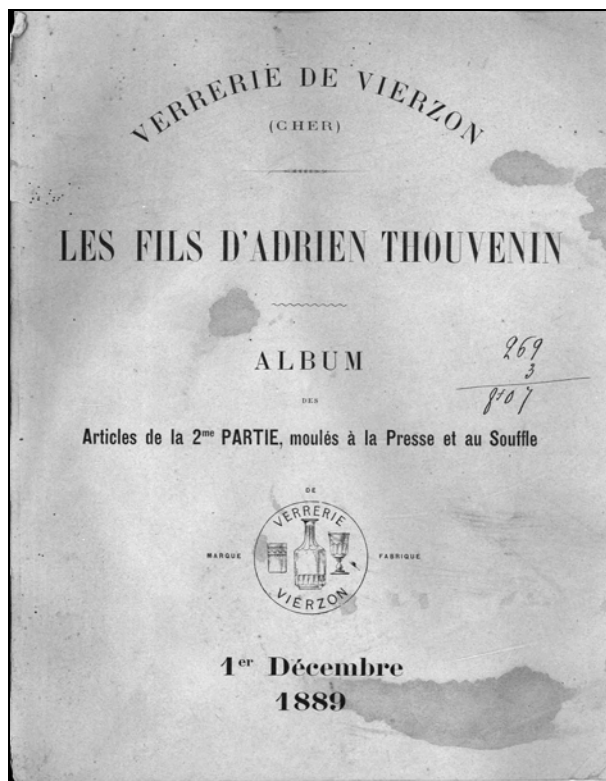 VERRERIE DE VIERZON
(CHER)
LES FILS D'ADRIEN THOUVENIN
ALBUM
DES
Articles de la 2me PARTIE, moulés à la Presse et au Souffle
269
3
807
DE
MARQUE
VERRERIE
VIERZON
FABRIQUE
1er Décembre
1889